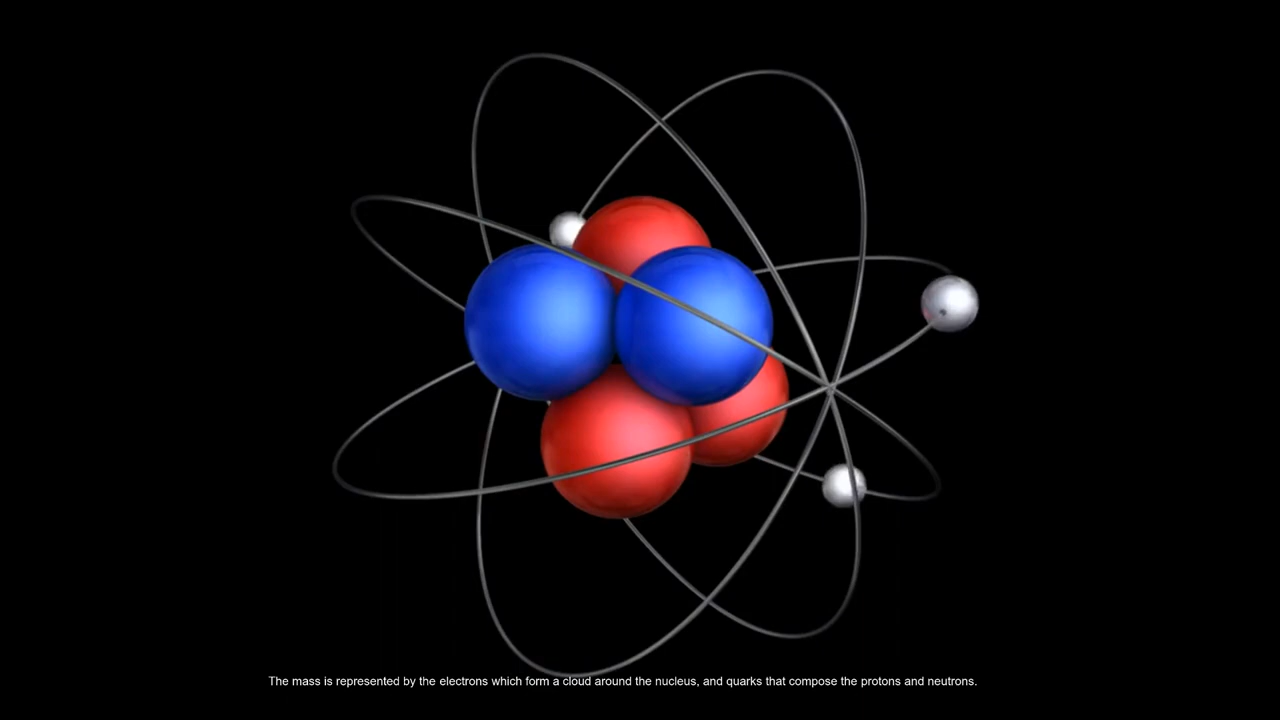 The mass is represented by the electrons which form a cloud around the nucleus, and quarks that compose the protons and neutrons.